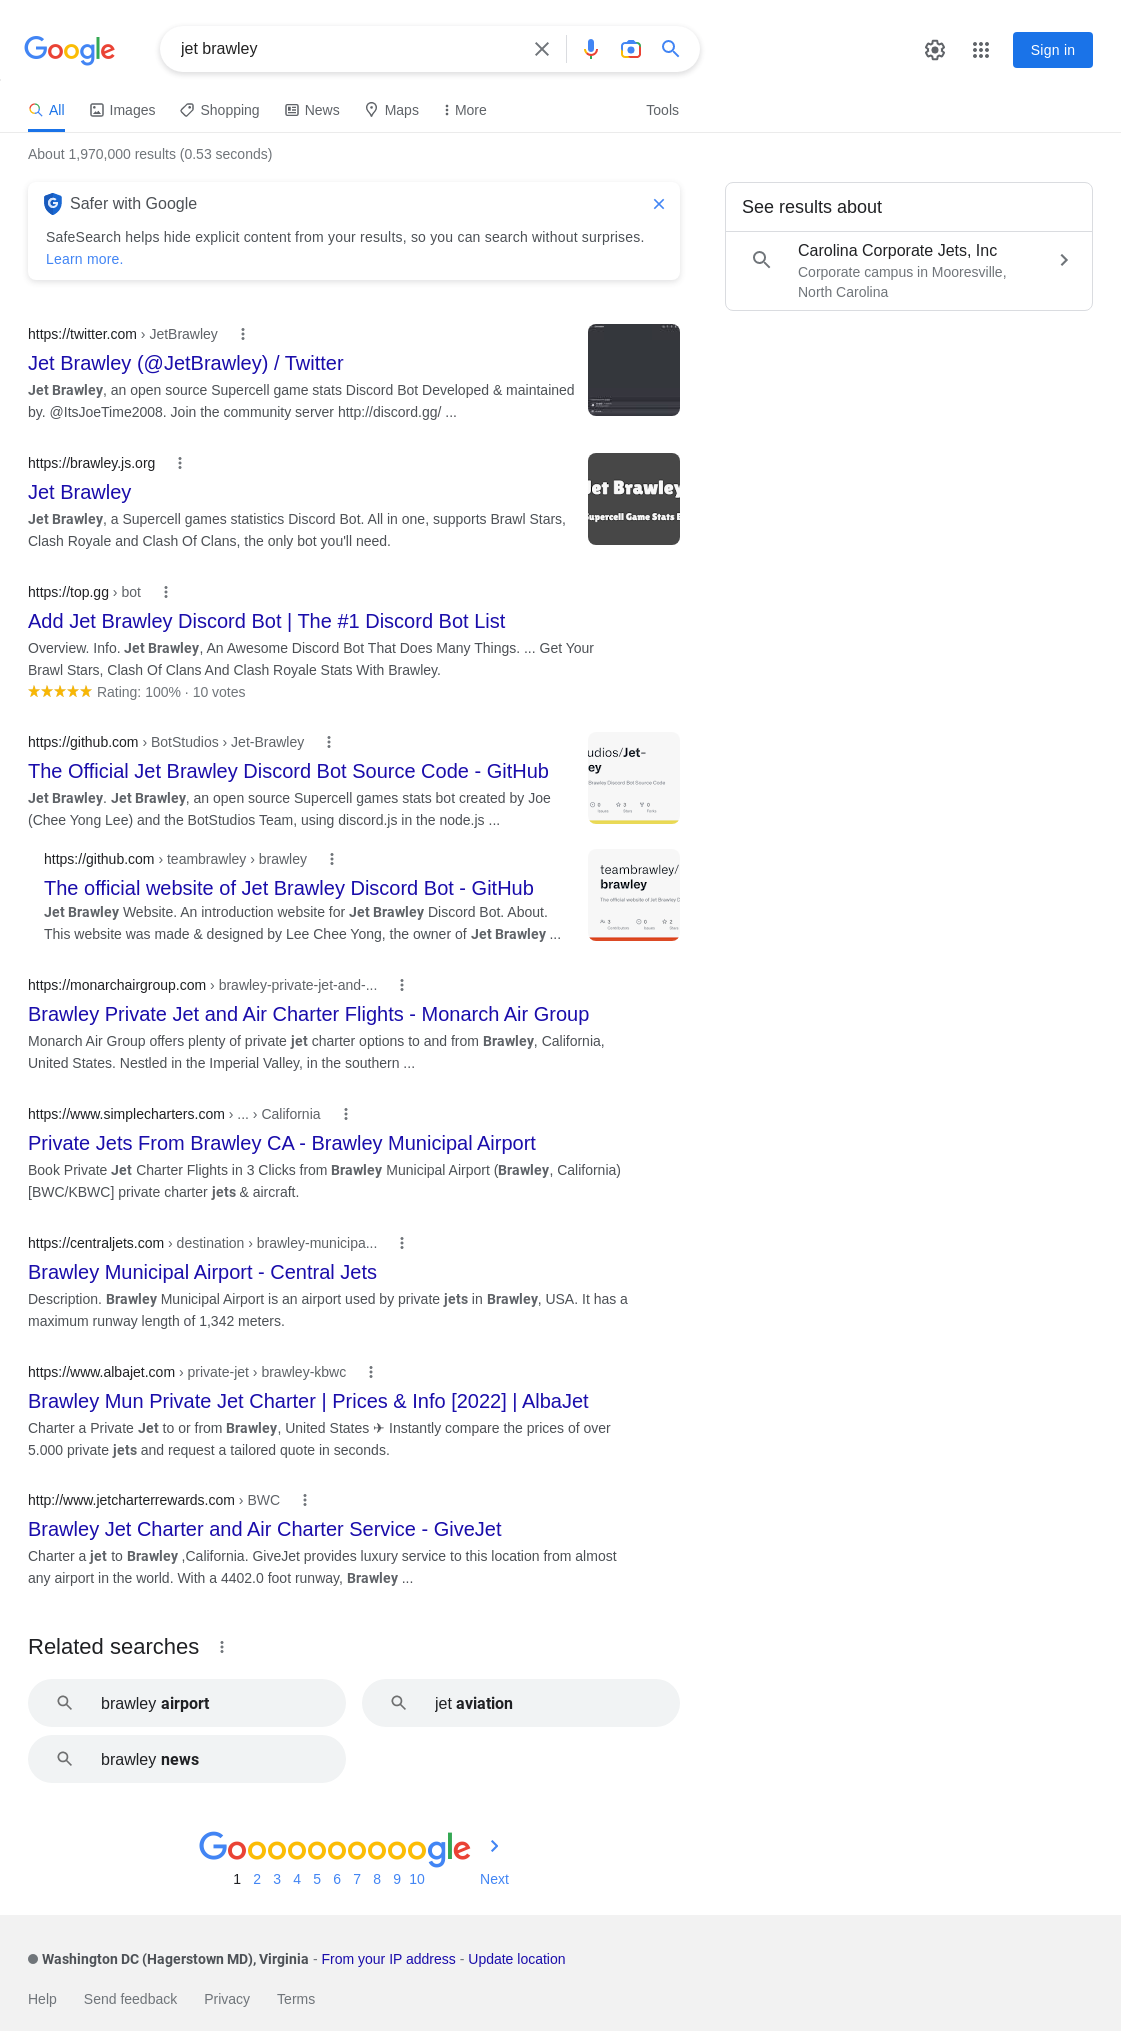 Google
jet brawley
Sign in
All
Images
Shopping
News
Maps
More
Tools
About 1,970,000 results (0.53 seconds)
Safer with Google
SafeSearch helps hide explicit content from your results, so you can search without surprises.
Learn more.
See results about
Carolina Corporate Jets, Inc
Corporate campus in Mooresville,
North Carolina
https://twitter.com › JetBrawley
Jet Brawley (@JetBrawley) / Twitter
Jet Brawley, an open source Supercell game stats Discord Bot Developed & maintained
by. @ItsJoeTime2008. Join the community server http://discord.gg/ ...
https://brawley.js.org
Jet Brawley
Jet Brawley, a Supercell games statistics Discord Bot. All in one, supports Brawl Stars,
Clash Royale and Clash Of Clans, the only bot you'll need.
Jet Brawley
Supercell Game Stats B
https://top.gg › bot
Add Jet Brawley Discord Bot | The #1 Discord Bot List
Overview. Info. Jet Brawley, An Awesome Discord Bot That Does Many Things. ... Get Your
Brawl Stars, Clash Of Clans And Clash Royale Stats With Brawley.
Rating: 100% · 10 votes
https://github.com › BotStudios › Jet-Brawley
The Official Jet Brawley Discord Bot Source Code - GitHub
Jet Brawley. Jet Brawley, an open source Supercell games stats bot created by Joe
(Chee Yong Lee) and the BotStudios Team, using discord.js in the node.js ...
udios/Jet-
ey
Brawley Discord Bot Source Code
0 3 0
Issues Stars Forks
https://github.com › teambrawley › brawley
The official website of Jet Brawley Discord Bot - GitHub
Jet Brawley Website. An introduction website for Jet Brawley Discord Bot. About.
This website was made & designed by Lee Chee Yong, the owner of Jet Brawley ...
teambrawley/
brawley
The official website of Jet Brawley D
3 0 2
Contributors Issues Stars
https://monarchairgroup.com › brawley-private-jet-and-...
Brawley Private Jet and Air Charter Flights - Monarch Air Group
Monarch Air Group offers plenty of private jet charter options to and from Brawley, California,
United States. Nestled in the Imperial Valley, in the southern ...
https://www.simplecharters.com › ... › California
Private Jets From Brawley CA - Brawley Municipal Airport
Book Private Jet Charter Flights in 3 Clicks from Brawley Municipal Airport (Brawley, California)
[BWC/KBWC] private charter jets & aircraft.
https://centraljets.com › destination › brawley-municipa...
Brawley Municipal Airport - Central Jets
Description. Brawley Municipal Airport is an airport used by private jets in Brawley, USA. It has a
maximum runway length of 1,342 meters.
https://www.albajet.com › private-jet › brawley-kbwc
Brawley Mun Private Jet Charter | Prices & Info [2022] | AlbaJet
Charter a Private Jet to or from Brawley, United States ✈ Instantly compare the prices of over
5.000 private jets and request a tailored quote in seconds.
http://www.jetcharterrewards.com › BWC
Brawley Jet Charter and Air Charter Service - GiveJet
Charter a jet to Brawley ,California. GiveJet provides luxury service to this location from almost
any airport in the world. With a 4402.0 foot runway, Brawley ...
Related searches
brawley airport
jet aviation
brawley news
Goooooooooogle
1 2 3 4 5 6 7 8 9 10 Next
Washington DC (Hagerstown MD), Virginia - From your IP address - Update location
Help Send feedback Privacy Terms